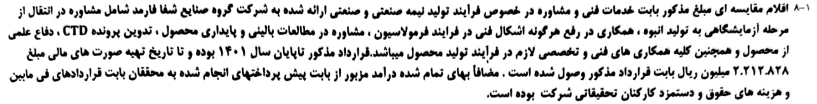 ۸-۱ اقلام مقایسه ای مبلغ مذکور بابت خدمات فنی و مشاوره در خصوص فرآیند تولید نیمه صنعتی و صنعتی ارائه شده به شرکت گروه صنایع شفا فارمد شامل مشاوره در انتقال از
مرحله آزمایشگاهی به تولید انبوه ، همکاری در رفع هرگونه اشکال فنی در فرایند فرمولاسیون ، مشاوره در مطالعات بالینی و پایداری محصول ، تدوین پرونده CTD ، دفاع علمی
از محصول و همچنین کلیه همکاری های فنی و تخصصی لازم در فرآیند تولید محصول میباشد.قرارداد مذکور تاپایان سال ۱۴۰۱ بوده و تا تاریخ تهیه صورت های مالی مبلغ
۲.۲۱۲.۸۲۸ میلیون ریال بابت قرارداد مذکور وصول شده است . مضافاً بهای تمام شده درآمد مزبور از بابت پیش پرداختهای انجام شده به محققان بابت قراردادهای فی مابین
و هزینه های حقوق و دستمزد کارکنان تحقیقاتی شرکت بوده است.